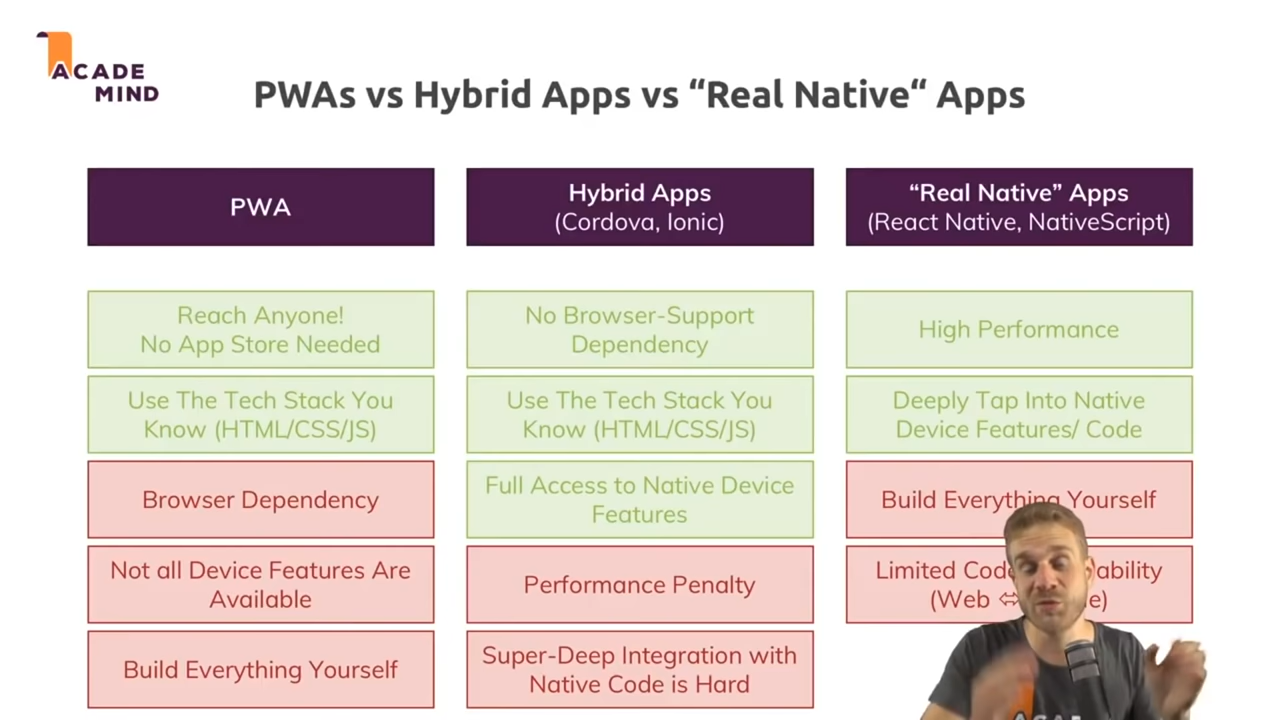 ACADE
MIND
PWAs vs Hybrid Apps vs “Real Native“ Apps
PWA
Hybrid Apps
(Cordova, Ionic)
“Real Native” Apps
(React Native, NativeScript)
Reach Anyone!
No App Store Needed
Use The Tech Stack You
Know (HTML/CSS/JS)
Browser Dependency
Not all Device Features Are
Available
Build Everything Yourself
No Browser-Support
Dependency
Use The Tech Stack You
Know (HTML/CSS/JS)
Full Access to Native Device
Features
Performance Penalty
Super-Deep Integration with
Native Code is Hard
High Performance
Deeply Tap Into Native
Device Features/ Code
Build Everything Yourself
Limited
(Web ⇔